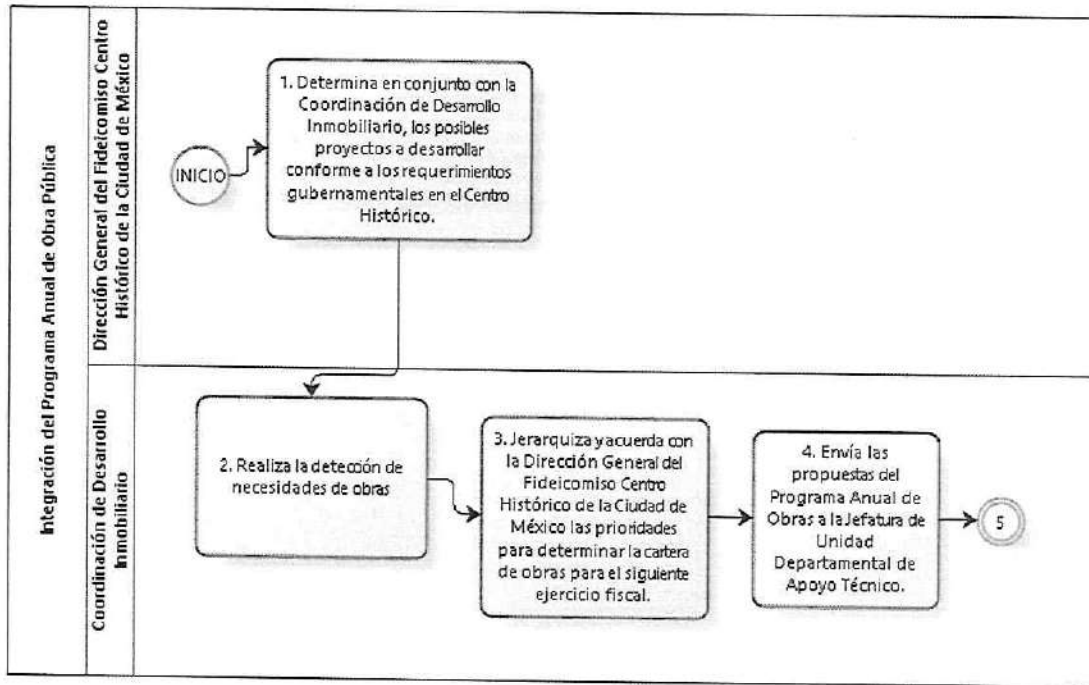 Integración del Programa Anual de Obra Pública
Dirección General del Fideicomiso Centro
Histórico de la Ciudad de México
INICIO
1. Determina en conjunto con la
Coordinación de Desarrollo
Inmobiliario, los posibles
proyectos a desarrollar
conforme a los requerimientos
gubernamentales en el Centro
Histórico.
Coordinación de Desarrollo
Inmobiliario
2. Realiza la detección de
necesidades de obras
3. Jerarquiza y acuerda con
la Dirección General del
Fideicomiso Centro
Histórico de la Ciudad de
México las prioridades
para determinar la cartera
de obras para el siguiente
ejercicio fiscal.
4. Envía las
propuestas del
Programa Anual de
Obras a la Jefatura de
Unidad
Departamental de
Apoyo Técnico.
5